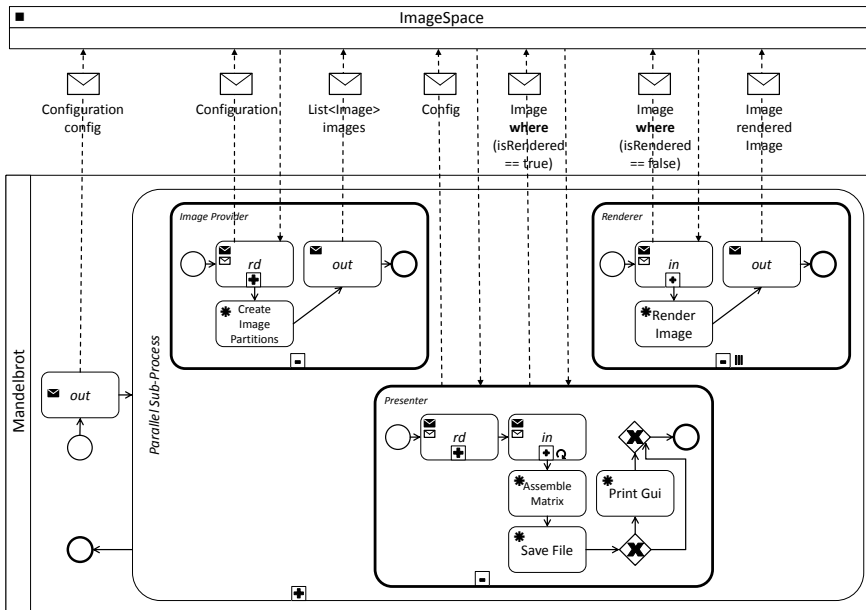 ImageSpace
Configuration
config
Configuration
List<Image>
images
Config
Image
where
(isRendered
== true)
Image
where
(isRendered
== false)
Image
rendered
Image
Mandelbrot
Parallel Sub-Process
out
Image Provider
rd
out
Create
Image
Partitions
Renderer
in
out
Render
Image
Presenter
rd
in
Assemble
Matrix
Print Gui
Save File